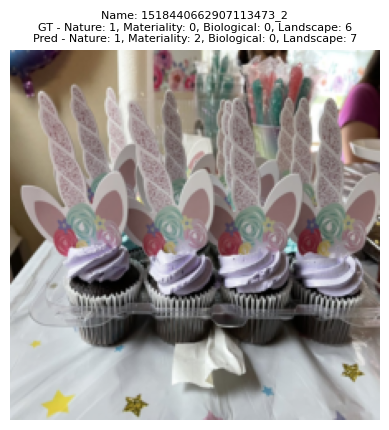 Name: 1518440662907113473_2
GT - Nature: 1, Materiality: 0, Biological: 0, Landscape: 6
Pred - Nature: 1, Materiality: 2, Biological: 0, Landscape: 7